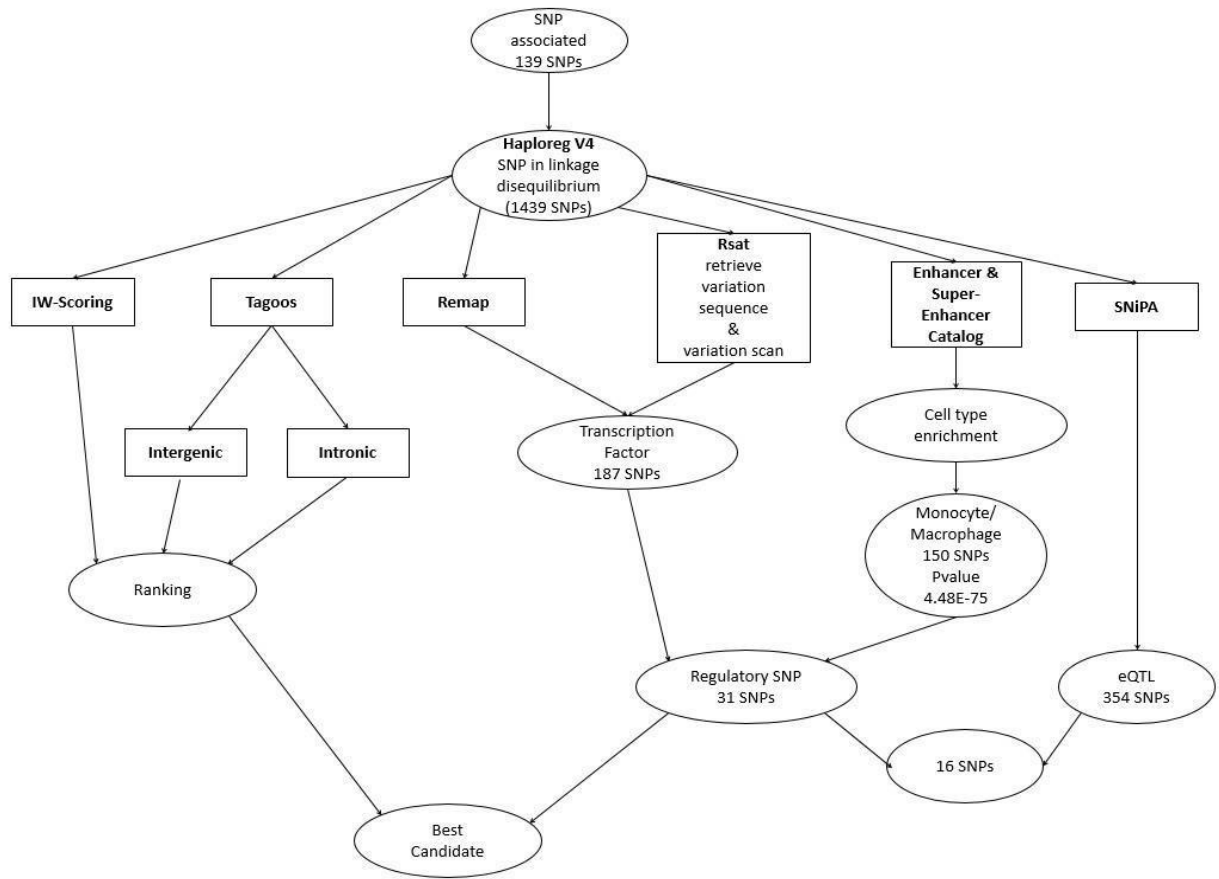 SNP
associated
139 SNPs
Haploreg V4
SNP in linkage
disequilibrium
(1439 SNPs)
IW-Scoring
Tagoos
Remap
Rsat
retrieve
variation
sequence
&
variation scan
Enhancer &
Super-
Enhancer
Catalog
SNiPA
Intergenic
Intronic
Transcription
Factor
187 SNPs
Cell type
enrichment
Monocyte/
Macrophage
150 SNPs
Pvalue
4.48E-75
Ranking
Regulatory SNP
31 SNPs
eQTL
354 SNPs
16 SNPs
Best
Candidate